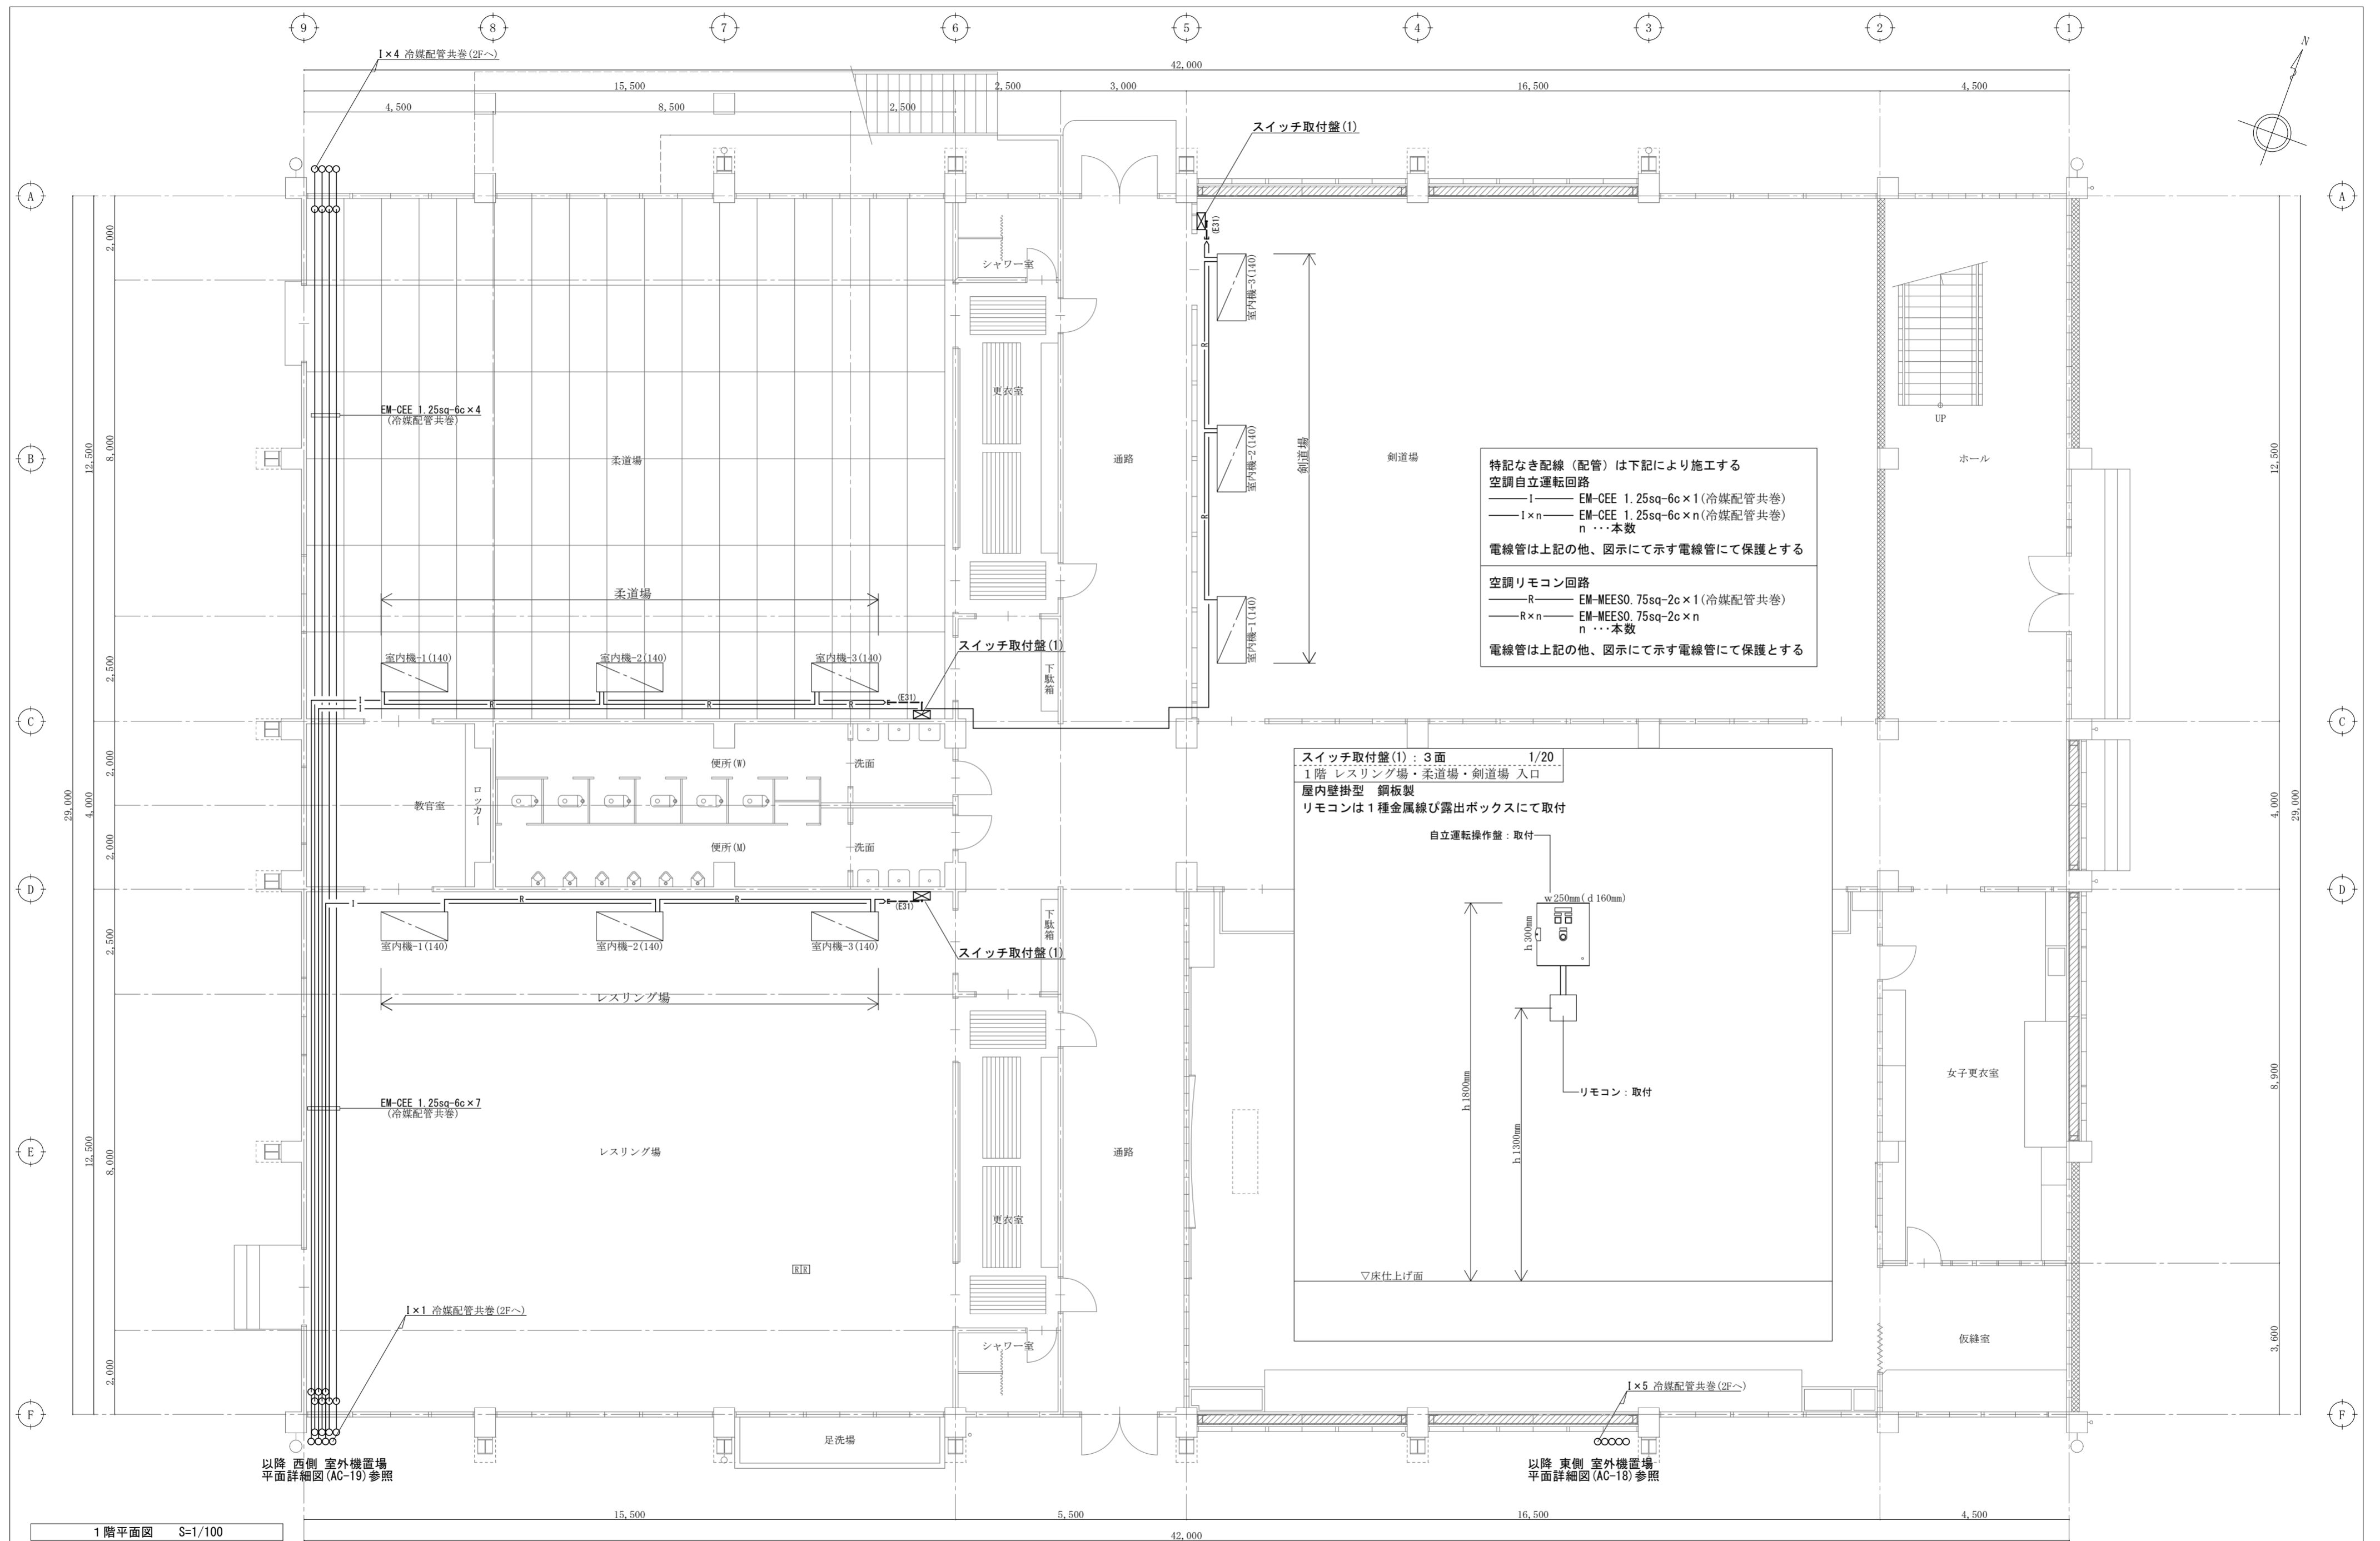 9
8
7
6
5
4
3
2
1
N
I×4 冷媒配管共巻(2Fへ)
42,000
15,500
2,500
3,000
16,500
4,500
4,500
8,500
2,500
スイッチ取付盤(1)
A
A
(E31)
2,000
シャワー室
室内機-3(140)
R
更衣室
UP
EM-CEE 1.25sq-6c×4
(冷媒配管共巻)
B
B
12,500
8,000
柔道場
通路
室内機-2(140)
剣道場
剣道場
ホール
12,500
特記なき配線（配管）は下記により施工する
空調自立運転回路
I EM-CEE 1.25sq-6c×1(冷媒配管共巻)
I×n EM-CEE 1.25sq-6c×n(冷媒配管共巻)
n ･･･本数
電線管は上記の他、図示にて示す電線管にて保護とする
空調リモコン回路
R EM-MEES0.75sq-2c×1(冷媒配管共巻)
R×n EM-MEES0.75sq-2c×n
n ･･･本数
電線管は上記の他、図示にて示す電線管にて保護とする
R
柔道場
室内機-1(140)
スイッチ取付盤(1)
室内機-1(140)
室内機-2(140)
室内機-3(140)
下駄箱
2,500
I
I
R
R
R
(E31)
C
C
29,000
4,000
2,000
2,000
便所(W)
洗面
教官室
ロッカー
便所(M)
洗面
4,000
29,000
スイッチ取付盤(1)：３面 1/20
１階 レスリング場・柔道場・剣道場 入口
屋内壁掛型　鋼板製
リモコンは１種金属線ぴ露出ボックスにて取付
自立運転操作盤：取付
w250mm(d160mm)
h300mm
h1800mm
h1300mm
リモコン：取付
▽床仕上げ面
D
D
I
R
R
(E31)
室内機-1(140)
室内機-2(140)
室内機-3(140)
下駄箱
スイッチ取付盤(1)
2,500
レスリング場
EM-CEE 1.25sq-6c×7
(冷媒配管共巻)
女子更衣室
8,900
E
E
12,500
8,000
レスリング場
通路
更衣室
R R
I×1 冷媒配管共巻(2Fへ)
シャワー室
仮縫室
3,600
2,000
I×5 冷媒配管共巻(2Fへ)
F
F
足洗場
以降 西側 室外機置場
平面詳細図(AC-19)参照
以降 東側 室外機置場
平面詳細図(AC-18)参照
15,500
5,500
16,500
4,500
42,000
１階平面図　S=1/100